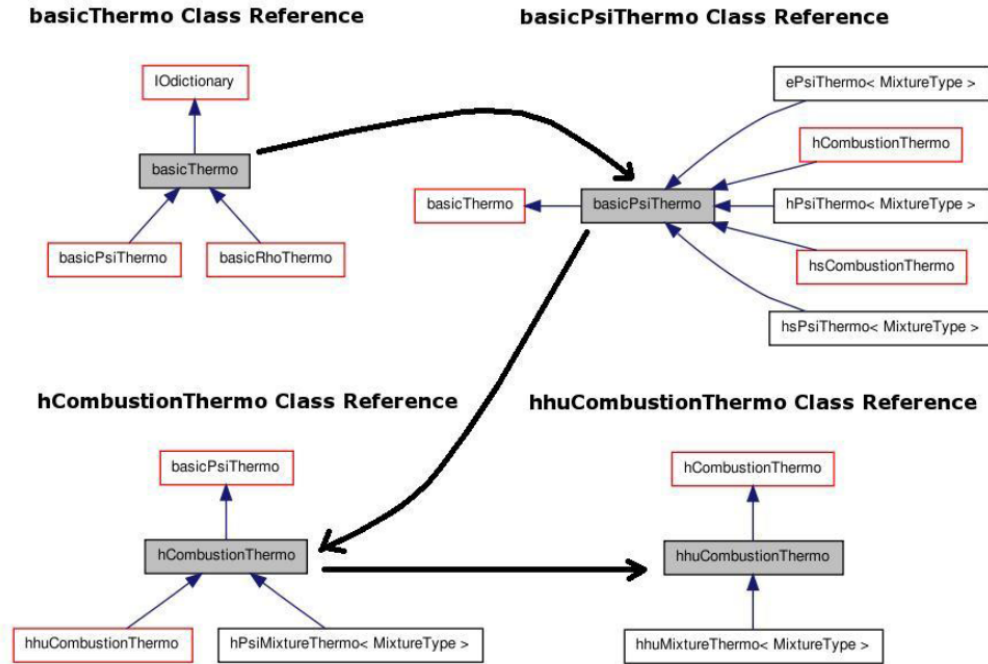 basicThermo Class Reference
IOdictionary
basicThermo
basicPsiThermo
basicRhoThermo
basicPsiThermo Class Reference
ePsiThermo< MixtureType >
hCombustionThermo
basicThermo
basicPsiThermo
hPsiThermo< MixtureType >
hsCombustionThermo
hsPsiThermo< MixtureType >
hCombustionThermo Class Reference
basicPsiThermo
hCombustionThermo
hhuCombustionThermo
hPsiMixtureThermo< MixtureType >
hhuCombustionThermo Class Reference
hCombustionThermo
hhuCombustionThermo
hhuMixtureThermo< MixtureType >